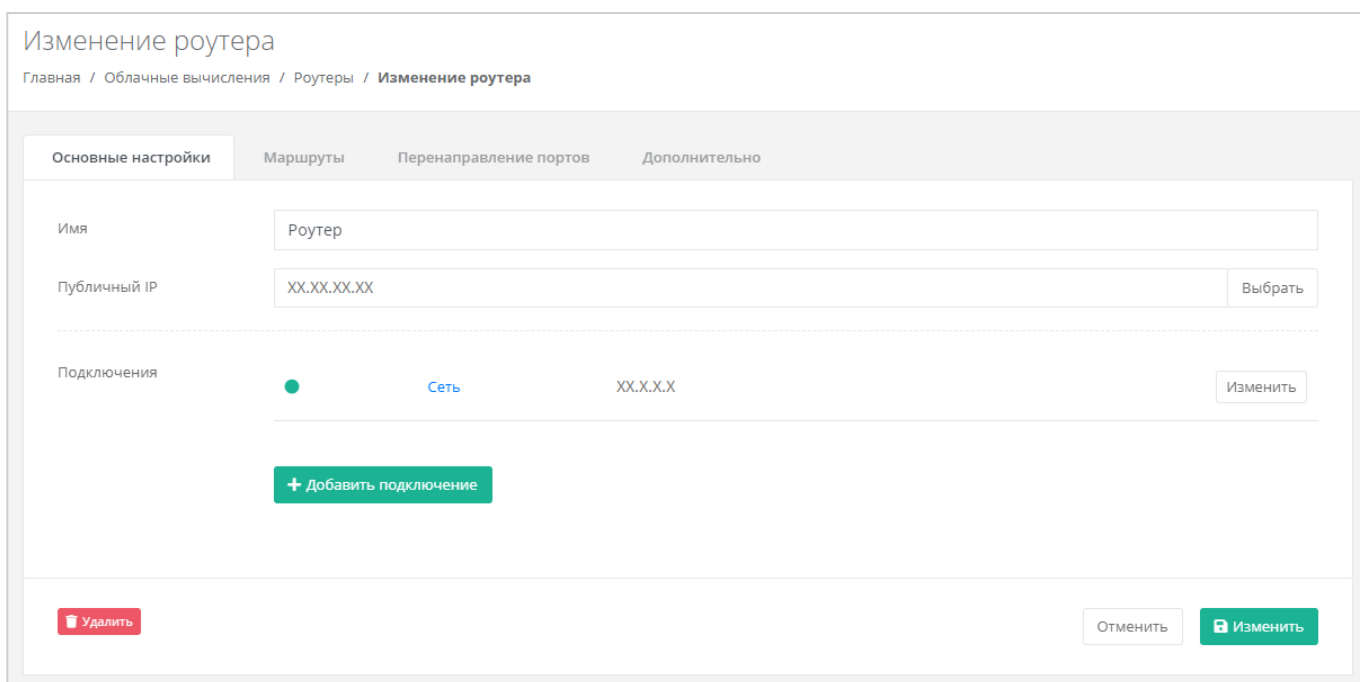 Изменение роутера
Главная / Облачные вычисления / Роутеры / Изменение роутера
Основные настройки Маршруты Перенаправление портов Дополнительно
Имя Роутер
Публичный IP XX.XX.XX.XX Выбрать
Подключения Сеть XX.X.X.X Изменить
+ Добавить подключение
Удалить Отменить Изменить